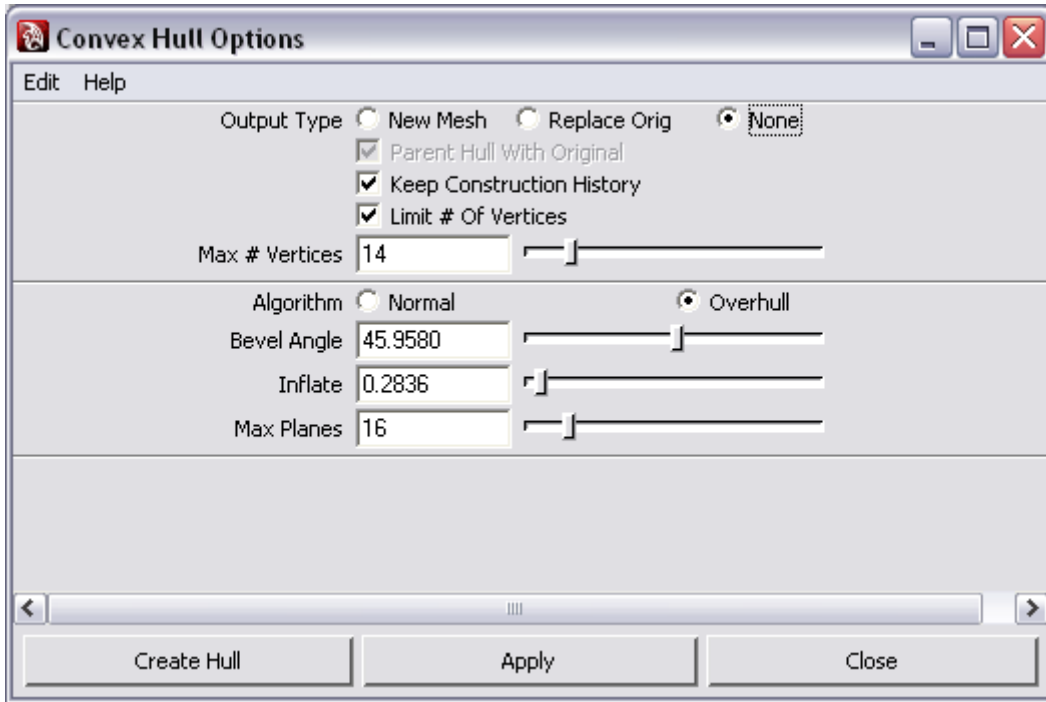 Convex Hull Options
Edit Help
Output Type New Mesh Replace Orig None
Parent Hull With Original
Keep Construction History
Limit # Of Vertices
Max # Vertices 14
Algorithm Normal Overhull
Bevel Angle 45.9580
Inflate 0.2836
Max Planes 16
Create Hull Apply Close